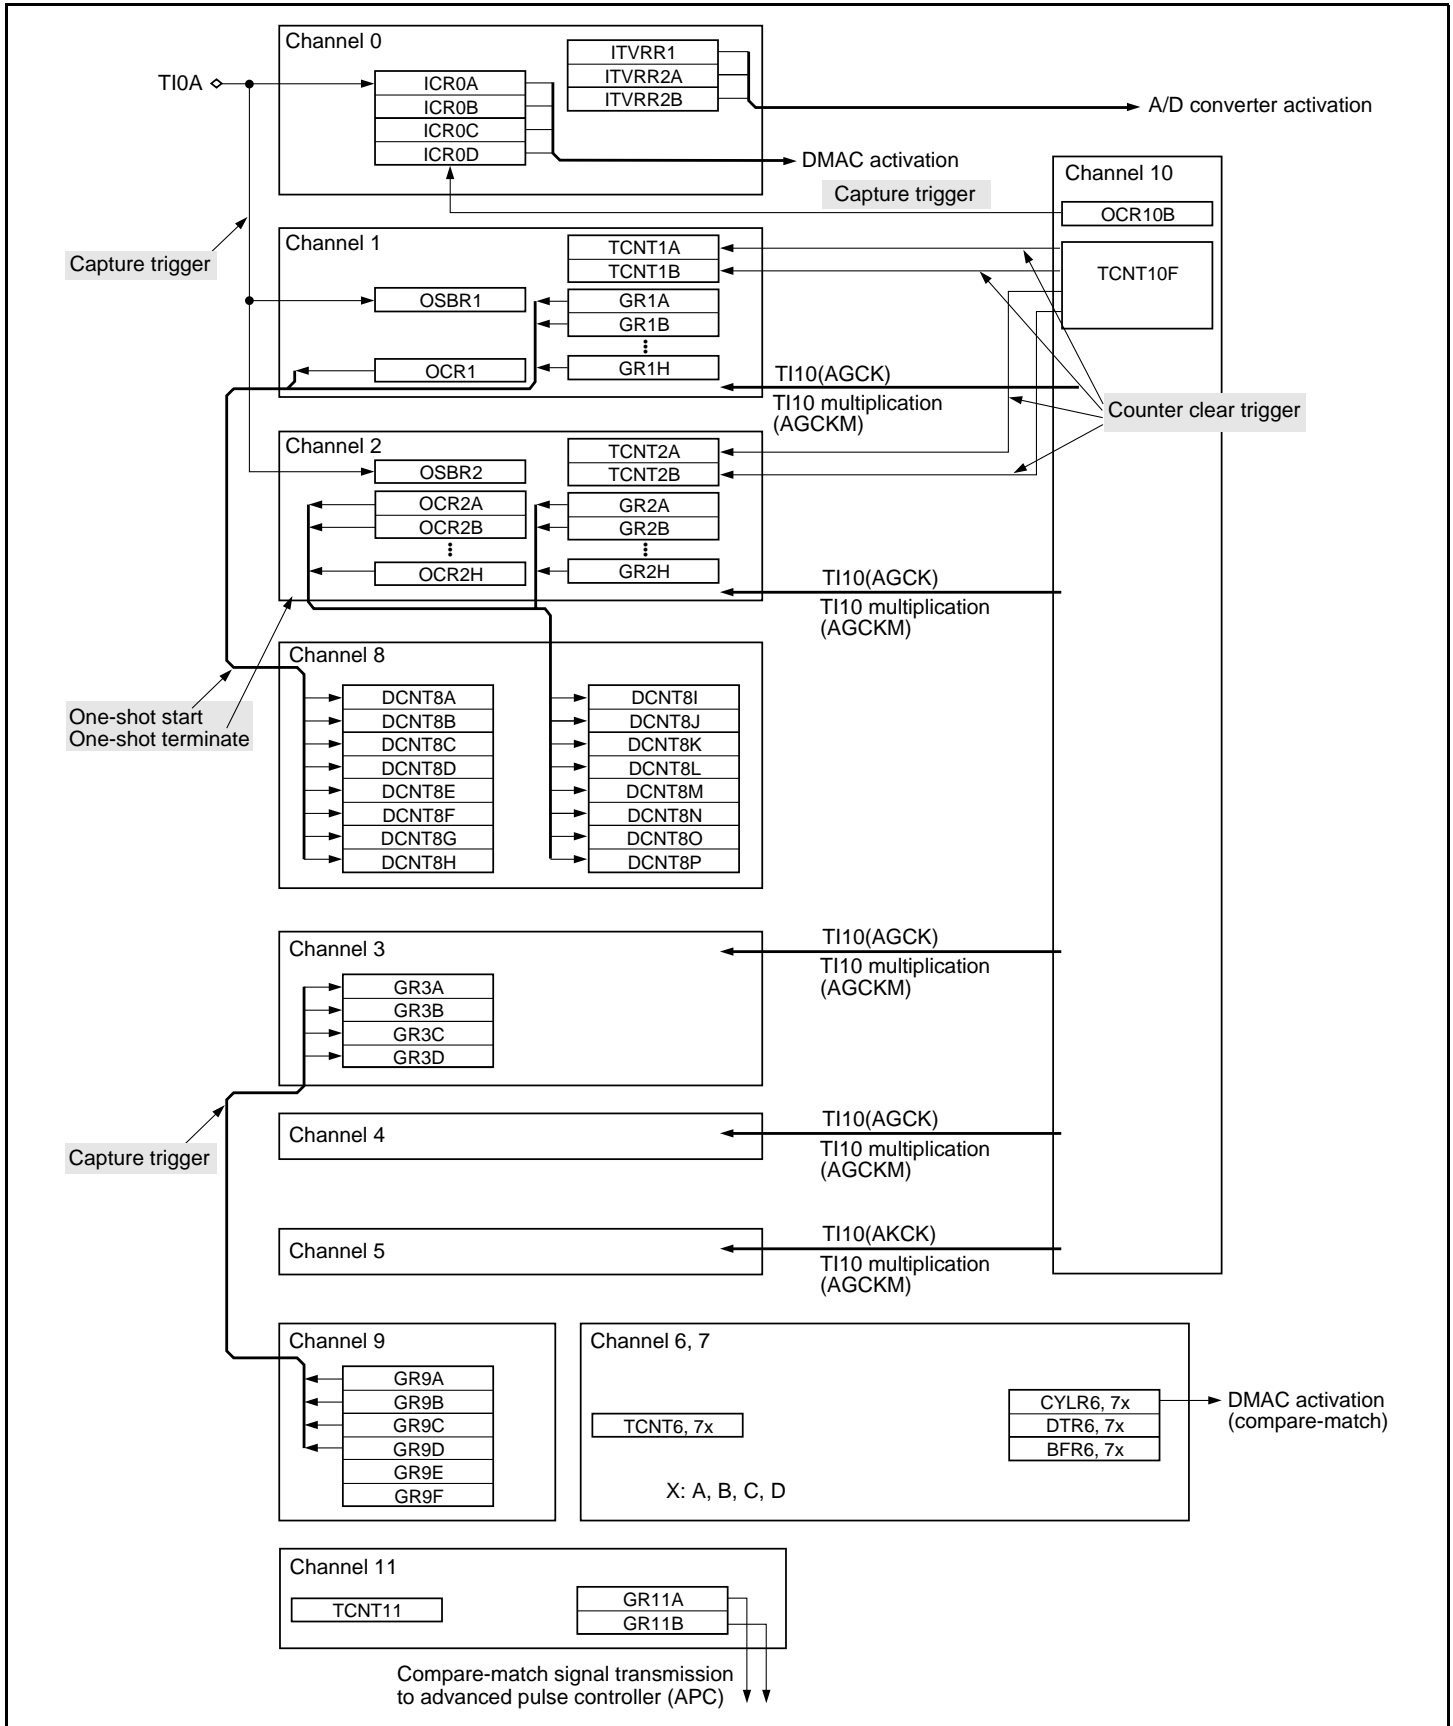 Channel 0
ITVRR1
ITVRR2A
ITVRR2B
TI0A
ICR0A
ICR0B
ICR0C
ICR0D
A/D converter activation
DMAC activation
Capture trigger
Channel 10
OCR10B
TCNT10F
Capture trigger
Channel 1
TCNT1A
TCNT1B
OSBR1
GR1A
GR1B
GR1H
OCR1
TI10(AGCK)
TI10 multiplication
(AGCKM)
Counter clear trigger
Channel 2
TCNT2A
TCNT2B
OSBR2
OCR2A
OCR2B
OCR2H
GR2A
GR2B
GR2H
TI10(AGCK)
TI10 multiplication
(AGCKM)
Channel 8
One-shot start
One-shot terminate
DCNT8A
DCNT8B
DCNT8C
DCNT8D
DCNT8E
DCNT8F
DCNT8G
DCNT8H
DCNT8I
DCNT8J
DCNT8K
DCNT8L
DCNT8M
DCNT8N
DCNT8O
DCNT8P
Channel 3
GR3A
GR3B
GR3C
GR3D
TI10(AGCK)
TI10 multiplication
(AGCKM)
Capture trigger
Channel 4
TI10(AGCK)
TI10 multiplication
(AGCKM)
Channel 5
TI10(AKCK)
TI10 multiplication
(AGCKM)
Channel 9
GR9A
GR9B
GR9C
GR9D
GR9E
GR9F
Channel 6, 7
TCNT6, 7x
CYLR6, 7x
DTR6, 7x
BFR6, 7x
X: A, B, C, D
DMAC activation
(compare-match)
Channel 11
TCNT11
GR11A
GR11B
Compare-match signal transmission
to advanced pulse controller (APC)